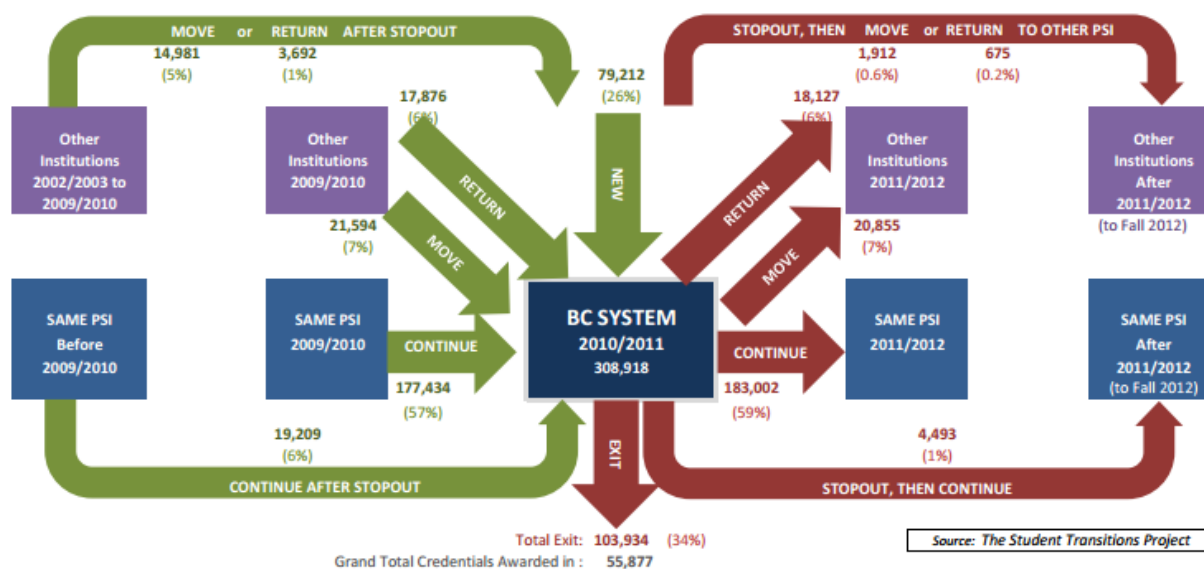 MOVE or RETURN AFTER STOPOUT
14,981 3,692
(5%) (1%)
STOPOUT, THEN MOVE or RETURN TO OTHER PSI
1,912 675
(0.6%) (0.2%)
79,212
(26%)
NEW
17,876
(6%)
18,127
(6%)
Other
Institutions
2002/2003 to
2009/2010
Other
Institutions
2009/2010
RETURN
21,594
(7%)
MOVE
RETURN
Other
Institutions
2011/2012
20,855
(7%)
MOVE
Other
Institutions
After
2011/2012
(to Fall 2012)
SAME PSI
Before
2009/2010
SAME PSI
2009/2010
CONTINUE
177,434
(57%)
BC SYSTEM
2010/2011
308,918
CONTINUE
183,002
(59%)
SAME PSI
2011/2012
SAME PSI
After
2011/2012
(to Fall 2012)
19,209
(6%)
CONTINUE AFTER STOPOUT
EXIT
4,493
(1%)
STOPOUT, THEN CONTINUE
Total Exit: 103,934 (34%)
Grand Total Credentials Awarded in : 55,877
Source: The Student Transitions Project